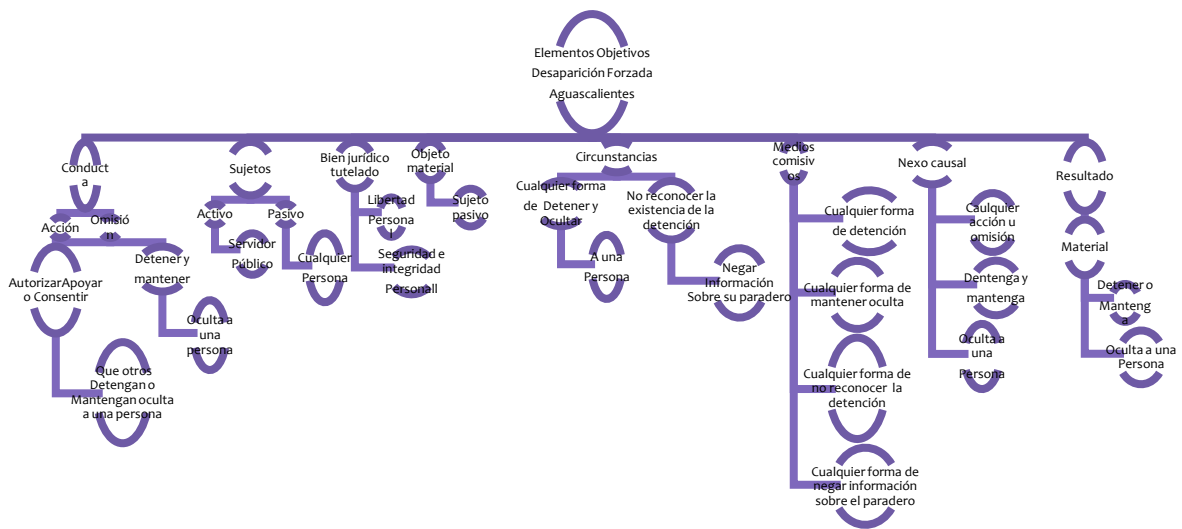 Elementos Objetivos
Desaparición Forzada
Aguascalientes
Conduct
a
Acción
Omisió
n
AutorizarApoyar
o Consentir
Que otros
Detengan o
Mantengan oculta
a una persona
Detener y
mantener
Oculta a
una
persona
Sujetos
Activo
Servidor
Público
Pasivo
Cualquier
Persona
Bien jurídico
tutelado
Libertad
Persona
l
Seguridad e
integridad
Personall
Objeto
material
Sujeto
pasivo
Circunstancias
Cualquier forma
de Detener y
Ocultar
A una
Persona
No reconocer la
existencia de la
detención
Negar
Información
Sobre su paradero
Medios
comisiv
os
Cualquier forma
de detención
Cualquier forma de
mantener oculta
Cualquier forma de
no reconocer la
detención
Cualquier forma de
negar información
sobre el paradero
Nexo causal
Caulquier
acción u
omisión
Dentenga y
mantenga
Oculta a
una
Persona
Resultado
Material
Detener o
Manteng
a
Oculta a una
Persona